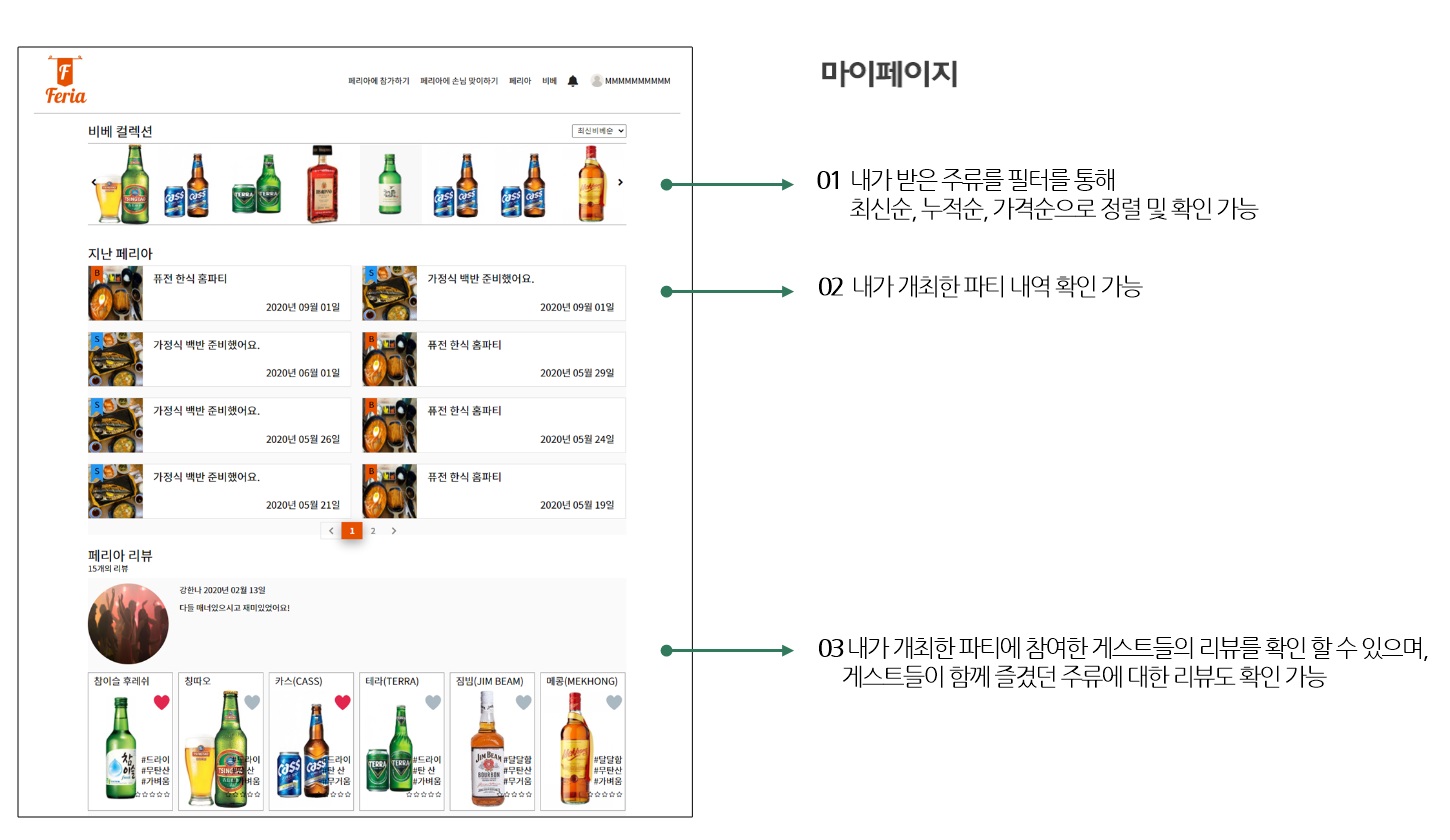 F
Feria
페리아에 참가하기 페리아에 손님 맞이하기 페리아 비베 MMMMMMMMMM
마이페이지
비베 컬렉션 최신비베순
TSINGTAO cass TERRA cass cass
01 내가 받은 주류를 필터를 통해
최신순, 누적순, 가격순으로 정렬 및 확인 가능
지난 페리아
B 퓨전 한식 홈파티 S 가정식 백반 준비했어요.
2020년 09월 01일 2020년 09월 01일
02 내가 개최한 파티 내역 확인 가능
S 가정식 백반 준비했어요. B 퓨전 한식 홈파티
2020년 06월 01일 2020년 05월 29일
S 가정식 백반 준비했어요. B 퓨전 한식 홈파티
2020년 05월 26일 2020년 05월 24일
S 가정식 백반 준비했어요. B 퓨전 한식 홈파티
2020년 05월 21일 2020년 05월 19일
< 1 2 >
페리아 리뷰
15개의 리뷰
강한나 2020년 02월 13일
다들 매너있으시고 재미있었어요!
03 내가 개최한 파티에 참여한 게스트들의 리뷰를 확인 할 수 있으며,
게스트들이 함께 즐겼던 주류에 대한 리뷰도 확인 가능
참이슬 후레쉬 칭따오 카스(CASS) 테라(TERRA) 짐빔(JIM BEAM) 메콩(MEKHONG)
참이슬 TSINGTAO cass cass TERRA JIM BEAM BOURBON Mekhong
#드라이 #드라이 #드라이 #드라이 #달달함 #달달함
#무탄산 #탄 산 #탄 산 #무탄산 #무탄산
#가벼움 #가벼움 #무거움 #가벼움 #무거움 #가벼움